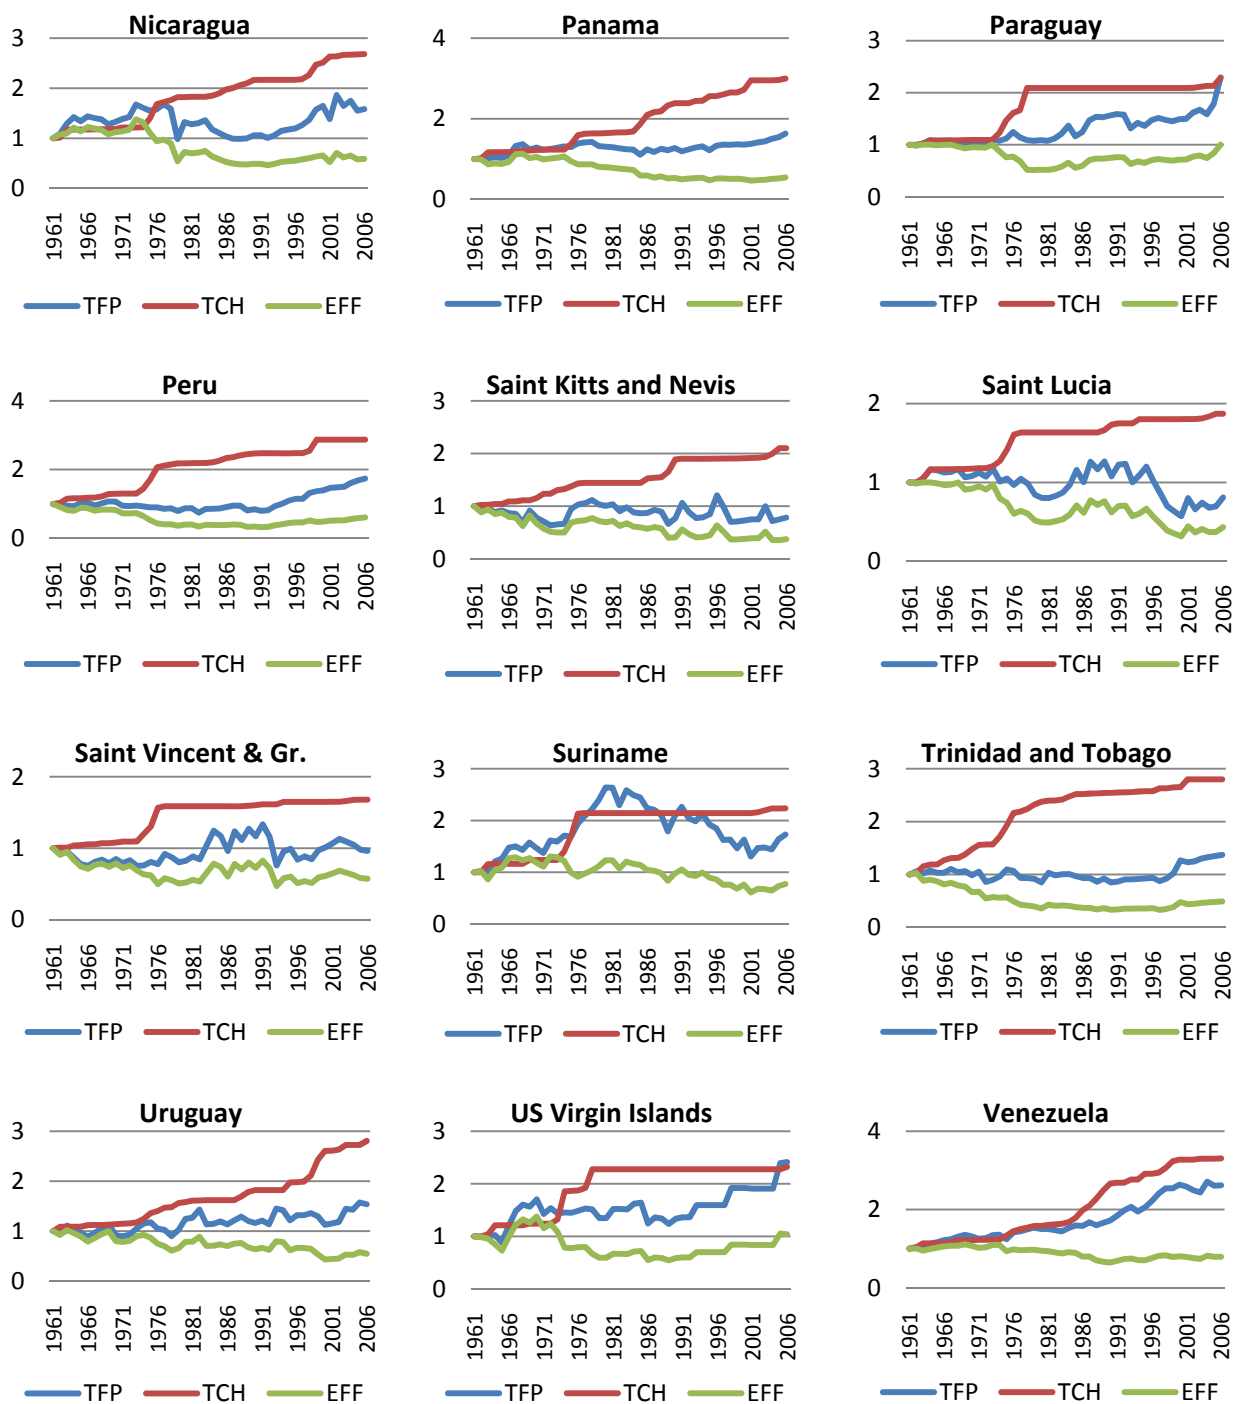 Nicaragua
3
2
1
0
1961 1966 1971 1976 1981 1986 1991 1996 2001 2006
TFP TCH EFF
Panama
4
2
0
1961 1966 1971 1976 1981 1986 1991 1996 2001 2006
TFP TCH EFF
Paraguay
3
2
1
0
1961 1966 1971 1976 1981 1986 1991 1996 2001 2006
TFP TCH EFF
Peru
4
2
0
1961 1966 1971 1976 1981 1986 1991 1996 2001 2006
TFP TCH EFF
Saint Kitts and Nevis
3
2
1
0
1961 1966 1971 1976 1981 1986 1991 1996 2001 2006
TFP TCH EFF
Saint Lucia
2
1
0
1961 1966 1971 1976 1981 1986 1991 1996 2001 2006
TFP TCH EFF
Saint Vincent & Gr.
2
1
0
1961 1966 1971 1976 1981 1986 1991 1996 2001 2006
TFP TCH EFF
Suriname
3
2
1
0
1961 1966 1971 1976 1981 1986 1991 1996 2001 2006
TFP TCH EFF
Trinidad and Tobago
3
2
1
0
1961 1966 1971 1976 1981 1986 1991 1996 2001 2006
TFP TCH EFF
Uruguay
3
2
1
0
1961 1966 1971 1976 1981 1986 1991 1996 2001 2006
TFP TCH EFF
US Virgin Islands
3
2
1
0
1961 1966 1971 1976 1981 1986 1991 1996 2001 2006
TFP TCH EFF
Venezuela
4
2
0
1961 1966 1971 1976 1981 1986 1991 1996 2001 2006
TFP TCH EFF